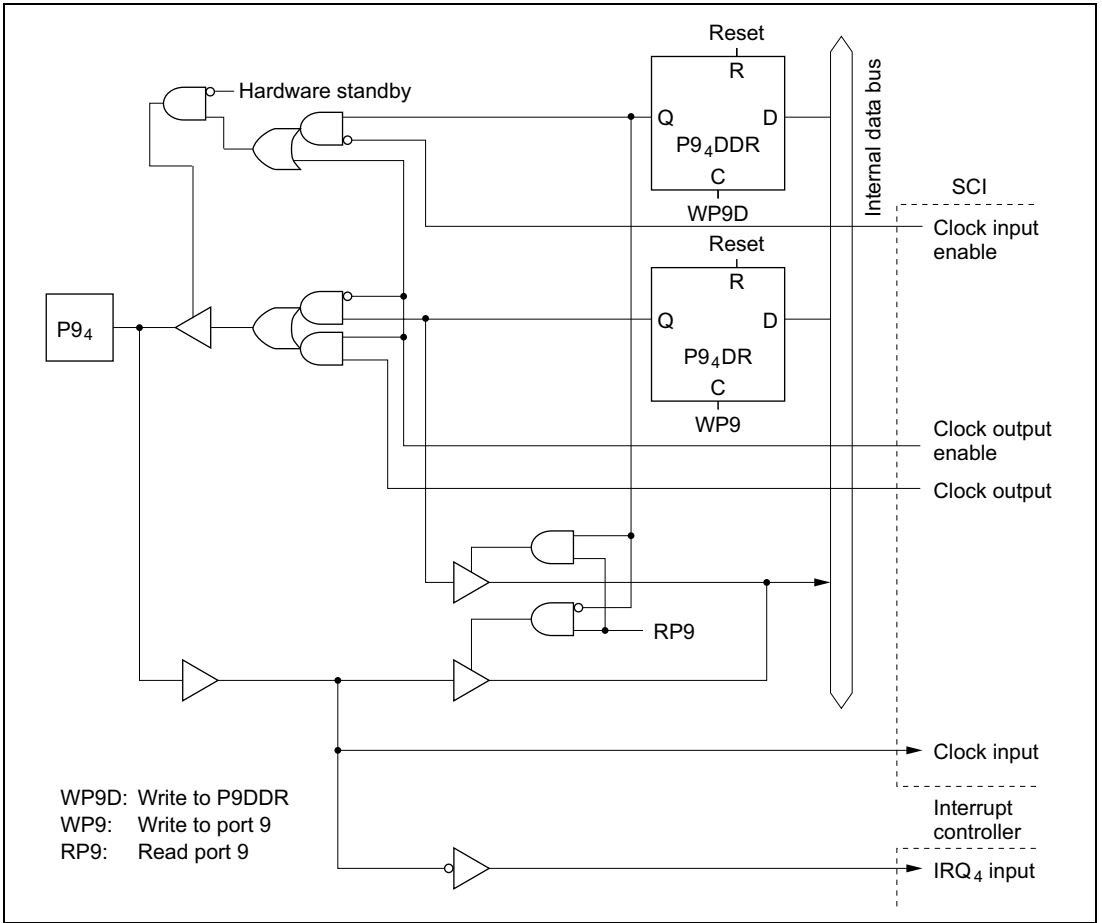 Reset
R
Q
D
P9₄DDR
C
WP9D
Hardware standby
Internal data bus
SCI
Clock input
enable
Reset
R
Q
D
P9₄DR
C
WP9
P9₄
Clock output
enable
Clock output
RP9
Clock input
WP9D: Write to P9DDR
WP9: Write to port 9
RP9: Read port 9
Interrupt
controller
IRQ₄ input